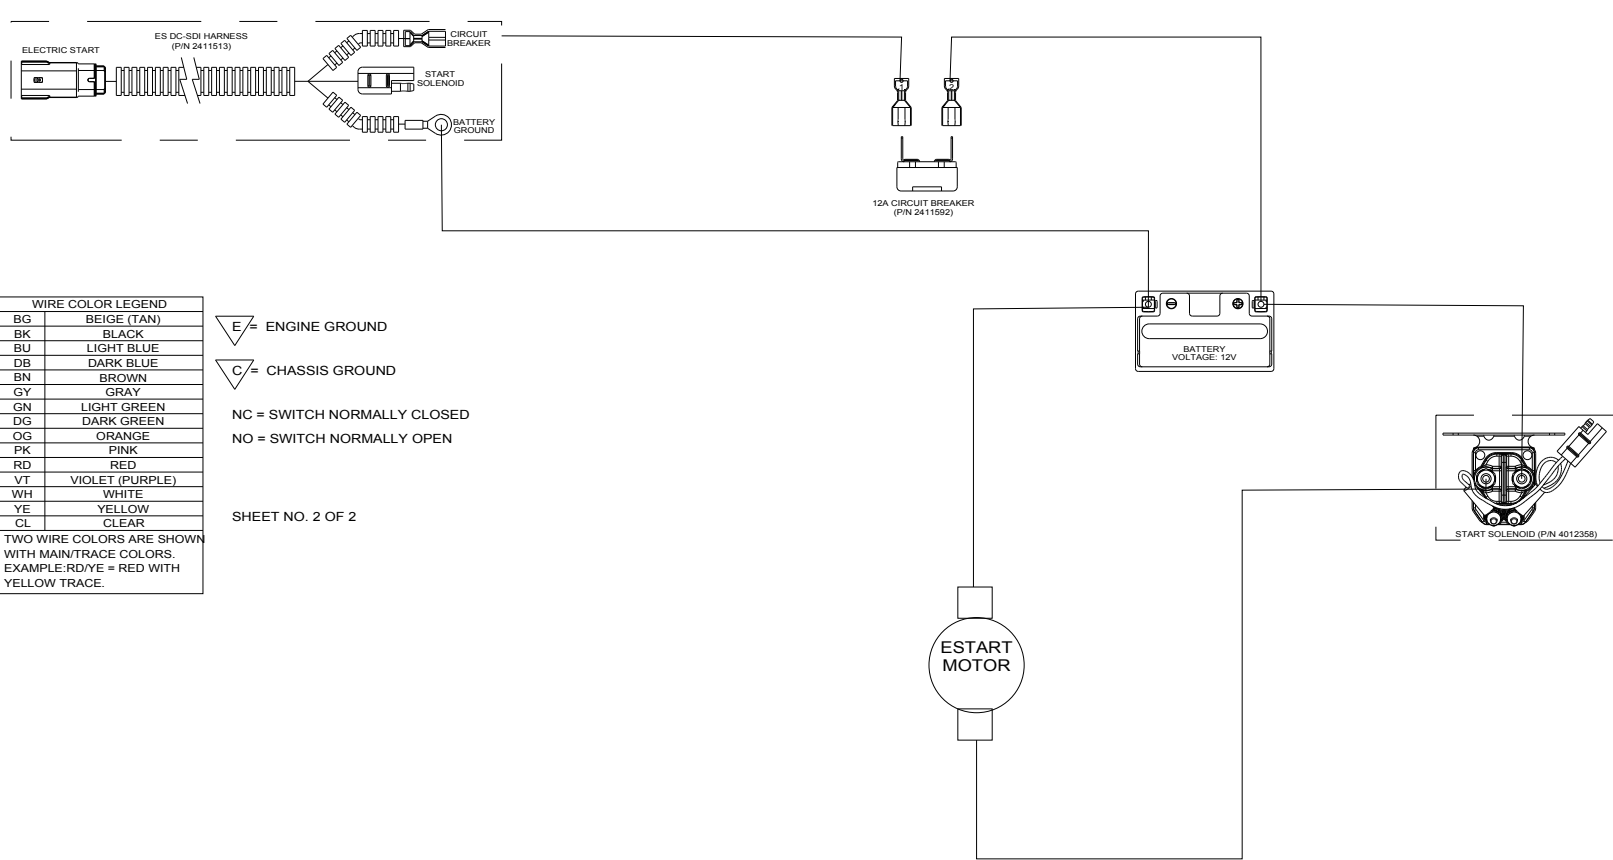 ELECTRIC START
ES DC-SDI HARNESS
(P/N 2411513)
CIRCUIT
BREAKER
START
SOLENOID
BATTERY
GROUND
1
2
12A CIRCUIT BREAKER
(P/N 2411592)
WIRE COLOR LEGEND
BG BEIGE (TAN)
BK BLACK
BU LIGHT BLUE
DB DARK BLUE
BN BROWN
GY GRAY
GN LIGHT GREEN
DG DARK GREEN
OG ORANGE
PK PINK
RD RED
VT VIOLET (PURPLE)
WH WHITE
YE YELLOW
CL CLEAR
TWO WIRE COLORS ARE SHOWN
WITH MAIN/TRACE COLORS.
EXAMPLE:RD/YE = RED WITH
YELLOW TRACE.
E = ENGINE GROUND
C = CHASSIS GROUND
NC = SWITCH NORMALLY CLOSED
NO = SWITCH NORMALLY OPEN
SHEET NO. 2 OF 2
BATTERY
VOLTAGE: 12V
START SOLENOID (P/N 4012358)
ESTART
MOTOR